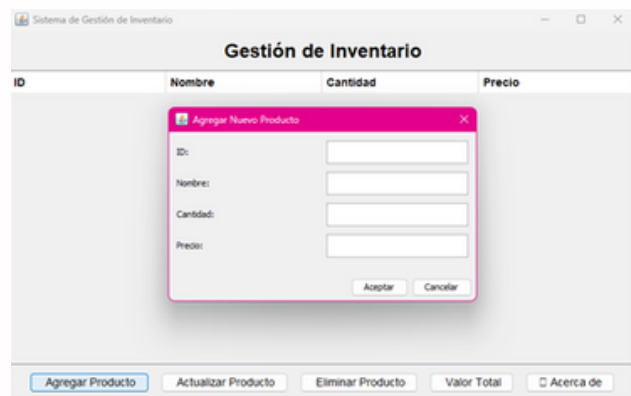 Sistema de Gestión de Inventario
Gestión de Inventario
ID Nombre Cantidad Precio
Agregar Nuevo Producto
ID:
Nombre:
Cantidad:
Precio:
Aceptar Cancelar
Agregar Producto Actualizar Producto Eliminar Producto Valor Total Acerca de